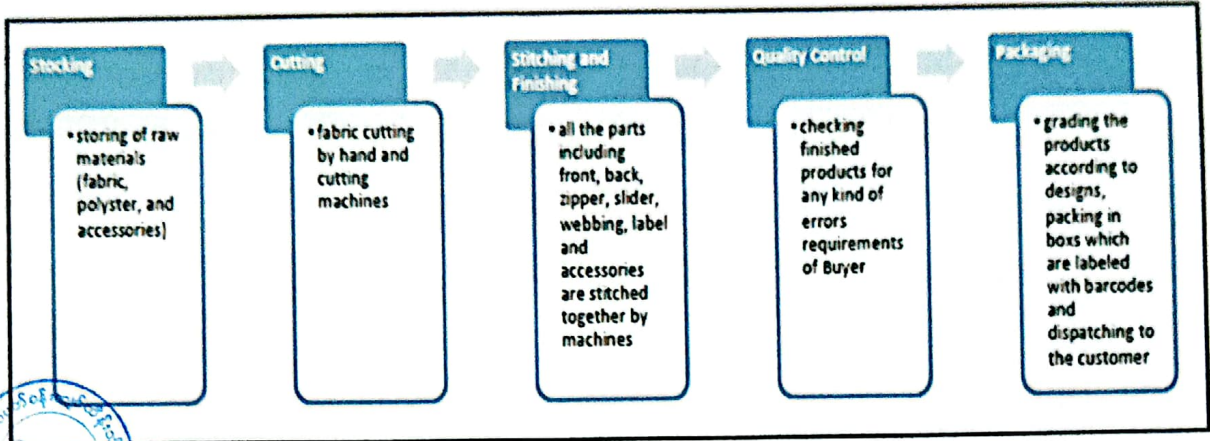 Stocking
• storing of raw
materials
(fabric,
polyster, and
accessories)
Cutting
• fabric cutting
by hand and
cutting
machines
Stitching and
Finishing
• all the parts
including
front, back,
zipper, slider,
webbing, label
and
accessories
are stitched
together by
machines
Quality Control
• checking
finished
products for
any kind of
errors
requirements
of Buyer
Packaging
• grading the
products
according to
designs,
packing in
boxs which
are labeled
with barcodes
and
dispatching to
the customer